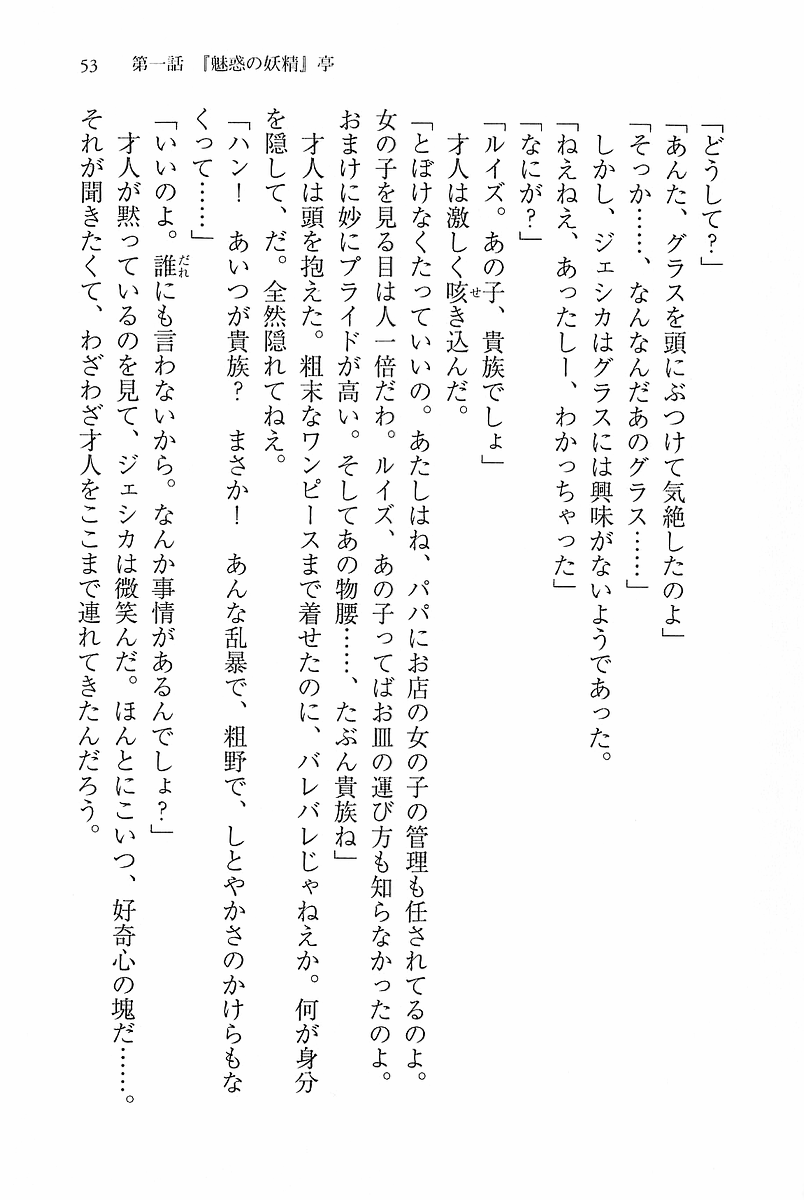 53　第一話　『魅惑の妖精』亭
「どうして？」
「あんた、グラスを頭にぶつけて気絶したのよ」
「そっか……、なんなんだあのグラス……」
　しかし、ジェシカはグラスには興味がないようであった。
「ねえねえ、あったしー、わかっちゃった」
「なにが？」
「ルイズ。あの子、貴族でしょ」
　才人は激しく咳き込んだ。
「とぼけなくたっていいの。あたしはね、パパにお店の女の子の管理も任されてるのよ。
女の子を見る目は人一倍だわ。ルイズ、あの子ってばお皿の運び方も知らなかったのよ。
おまけに妙にプライドが高い。そしてあの物腰……、たぶん貴族ね」
　才人は頭を抱えた。粗末なワンピースまで着せたのに、バレバレじゃねえか。何が身分
を隠して、だ。全然隠れてねえ。
「ハン！　あいつが貴族？　まさか！　あんな乱暴で、粗野で、しとやかさのかけらもな
くって……」
「いいのよ。誰にも言わないから。なんか事情があるんでしょ？」
　才人が黙っているのを見て、ジェシカは微笑んだ。ほんとにこいつ、好奇心の塊だ……。
それが聞きたくて、わざわざ才人をここまで連れてきたんだろう。